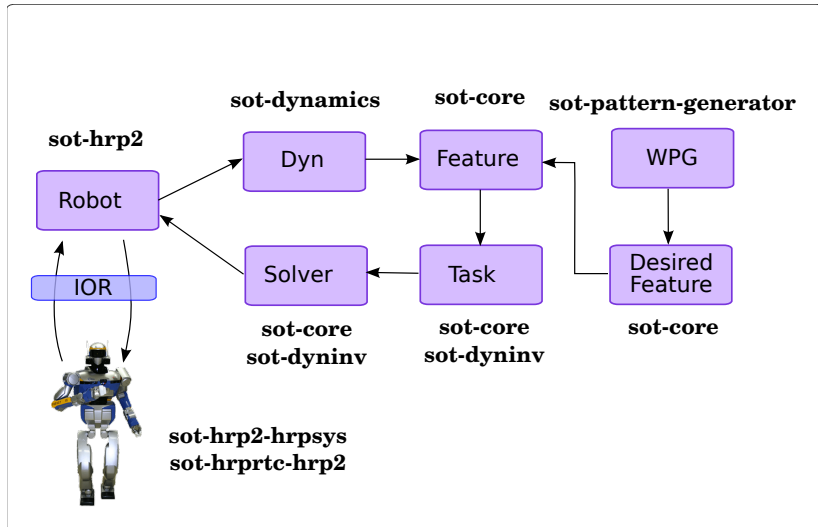 sot-dynamics
sot-core
sot-pattern-generator
sot-hrp2
Dyn
Feature
WPG
Robot
Solver
Task
Desired
Feature
IOR
sot-core
sot-dyninv
sot-core
sot-dyninv
sot-core
sot-hrp2-hrpsys
sot-hrprtc-hrp2